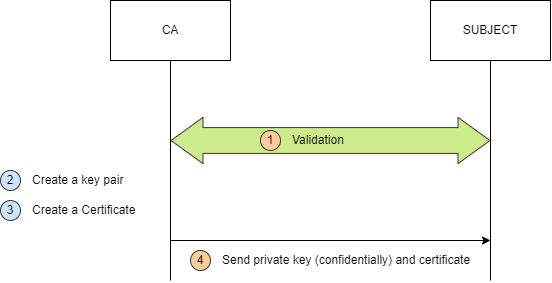 CA
SUBJECT
1 Validation
2 Create a key pair
3 Create a Certificate
4 Send private key (confidentially) and certificate